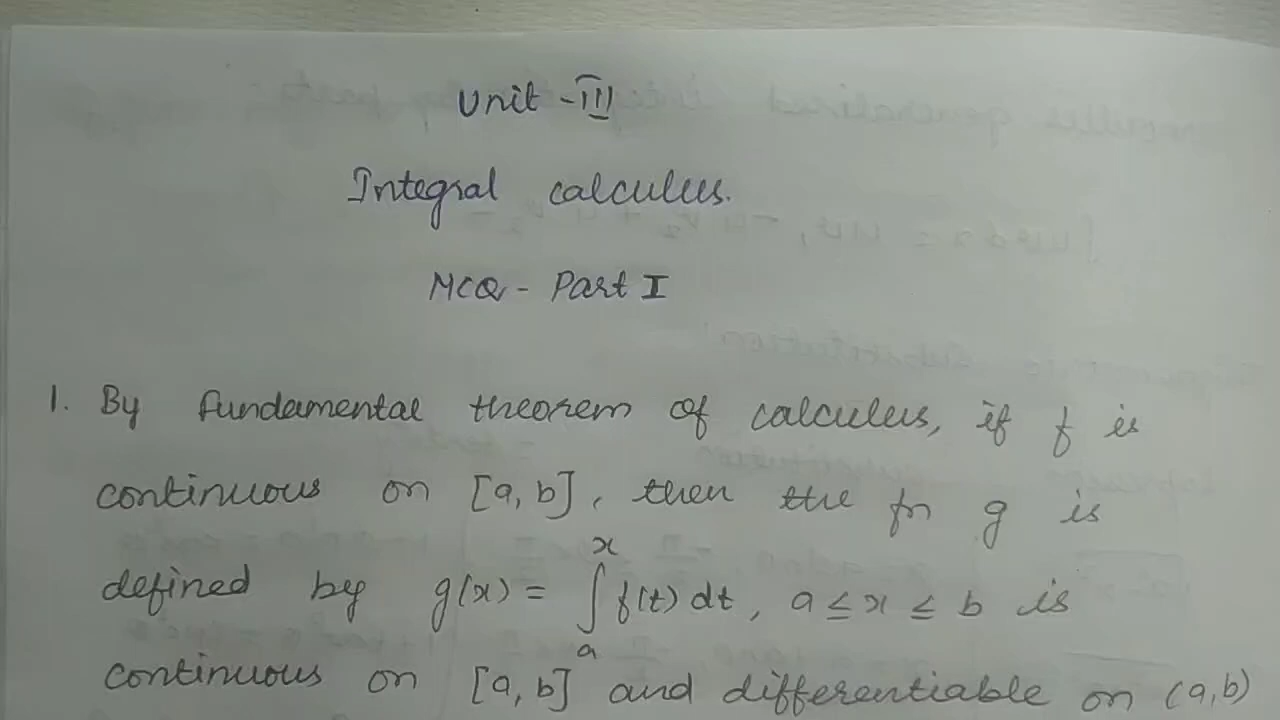 Unit - III
Integral calculus.
MCQ - Part I
1. By fundamental theorem of calculus, if f is
continuous on [a, b], then the fn g is
defined by g(x) = ∫ₐˣ f(t) dt, a ≤ x ≤ b is
continuous on [a, b] and differentiable on (a, b)